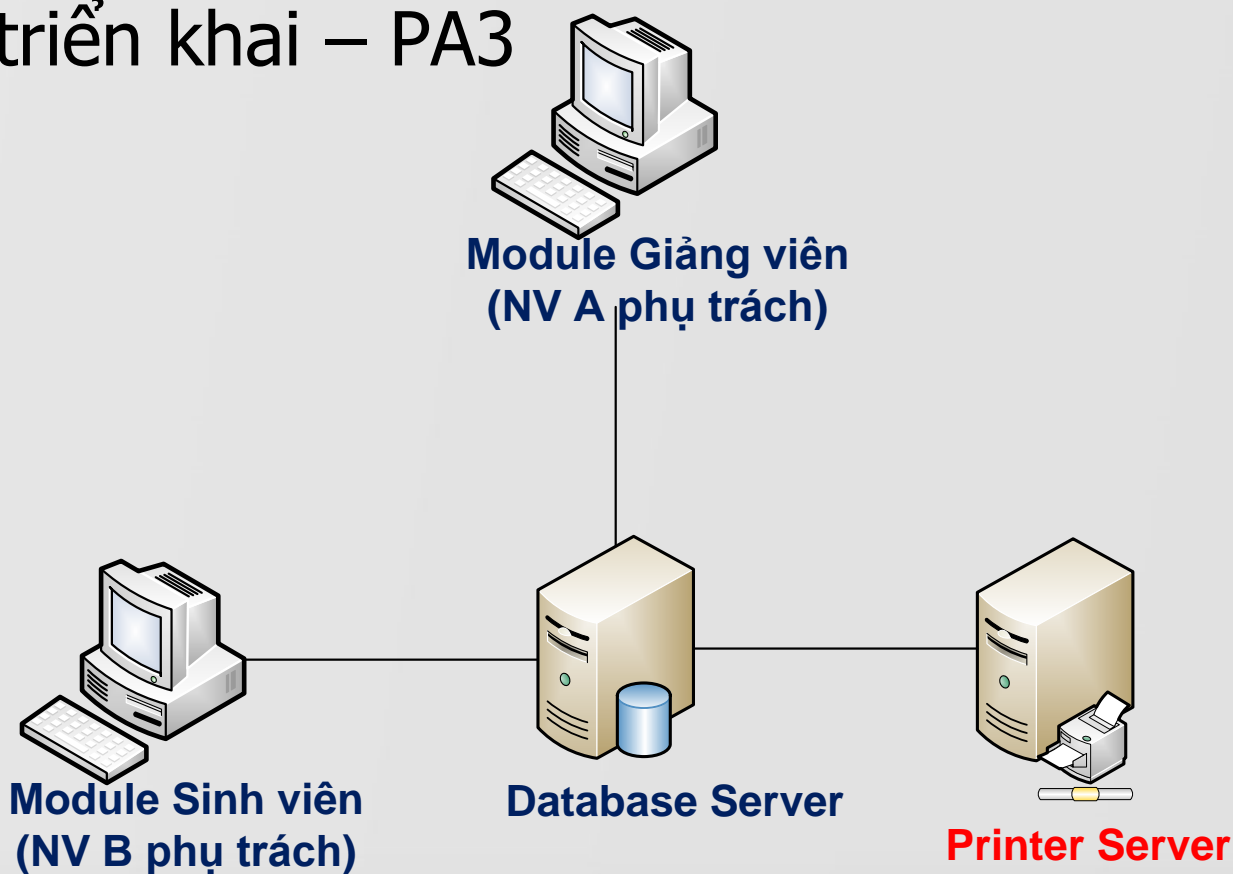 triển khai – PA3
Module Giảng viên
(NV A phụ trách)
Module Sinh viên
(NV B phụ trách)
Database Server
Printer Server